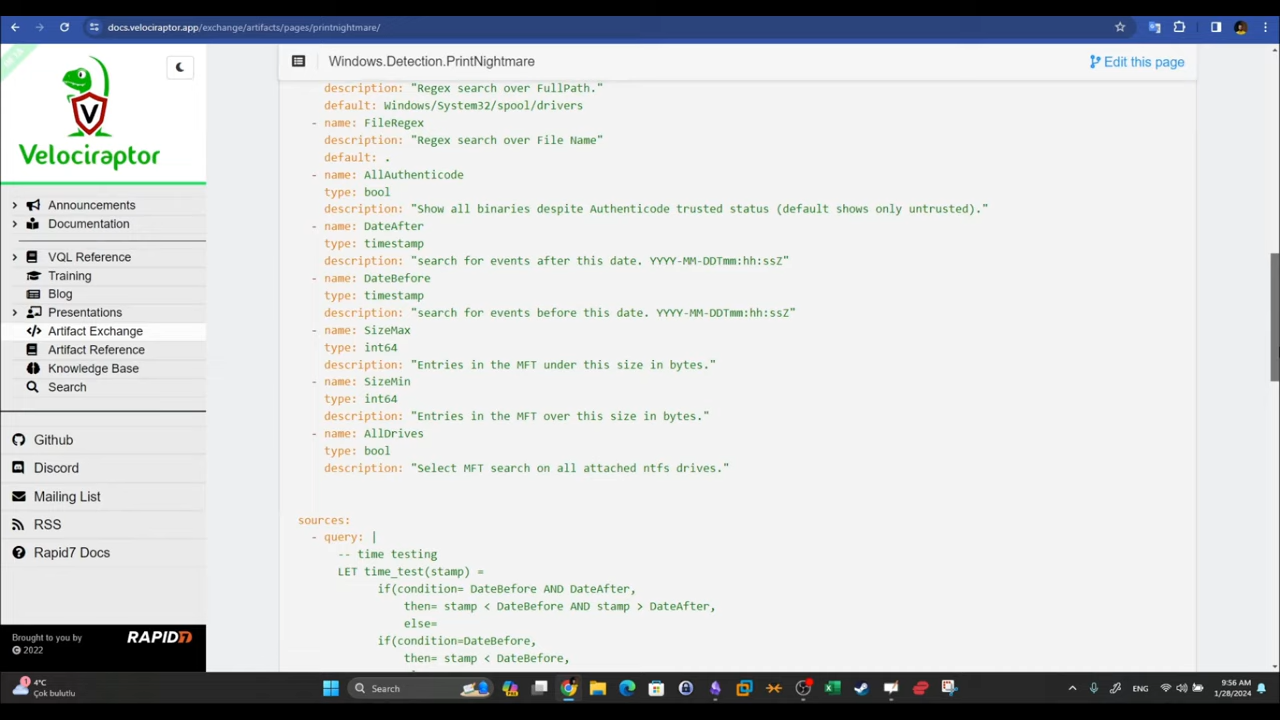 docs.velociraptor.app/exchange/artifacts/pages/printnightmare/
Velociraptor
Announcements
Documentation
VQL Reference
Training
Blog
Presentations
Artifact Exchange
Artifact Reference
Knowledge Base
Search
Github
Discord
Mailing List
RSS
Rapid7 Docs
Brought to you by
RAPID7
© 2022
Windows.Detection.PrintNightmare
Edit this page
description: "Regex search over FullPath."
default: Windows/System32/spool/drivers
- name: FileRegex
description: "Regex search over File Name"
default: .
- name: AllAuthenticode
type: bool
description: "Show all binaries despite Authenticode trusted status (default shows only untrusted)."
- name: DateAfter
type: timestamp
description: "search for events after this date. YYYY-MM-DDTmm:hh:ssZ"
- name: DateBefore
type: timestamp
description: "search for events before this date. YYYY-MM-DDTmm:hh:ssZ"
- name: SizeMax
type: int64
description: "Entries in the MFT under this size in bytes."
- name: SizeMin
type: int64
description: "Entries in the MFT over this size in bytes."
- name: AllDrives
type: bool
description: "Select MFT search on all attached ntfs drives."
sources:
- query: |
-- time testing
LET time_test(stamp) =
if(condition= DateBefore AND DateAfter,
then= stamp < DateBefore AND stamp > DateAfter,
else=
if(condition=DateBefore,
then= stamp < DateBefore,
1
4°C
Çok bulutlu
Search
ENG
9:56 AM
1/28/2024